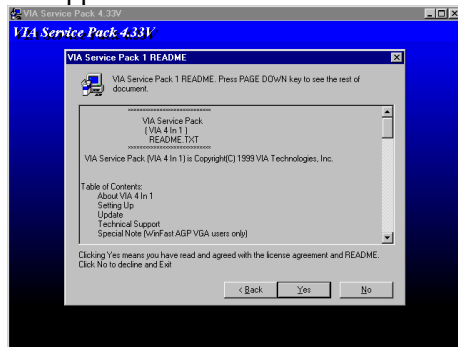 VIA Service Pack 4.33V
VIA Service Pack 4.33V
VIA Service Pack 1 README
VIA Service Pack 1 README. Press PAGE DOWN key to see the rest of
document.
VIA Service Pack
( VIA 4 In 1 )
README.TXT
VIA Service Pack (VIA 4 in 1) is Copyright(C) 1999 VIA Technologies, Inc.
Table of Contents:
About VIA 4 in 1
Setting Up
Update
Technical Support
Special Note (WinFast AGP VGA users only)
Clicking Yes means you have read and agreed with the license agreement and README.
Click No to decline and Exit
< Back
Yes
No